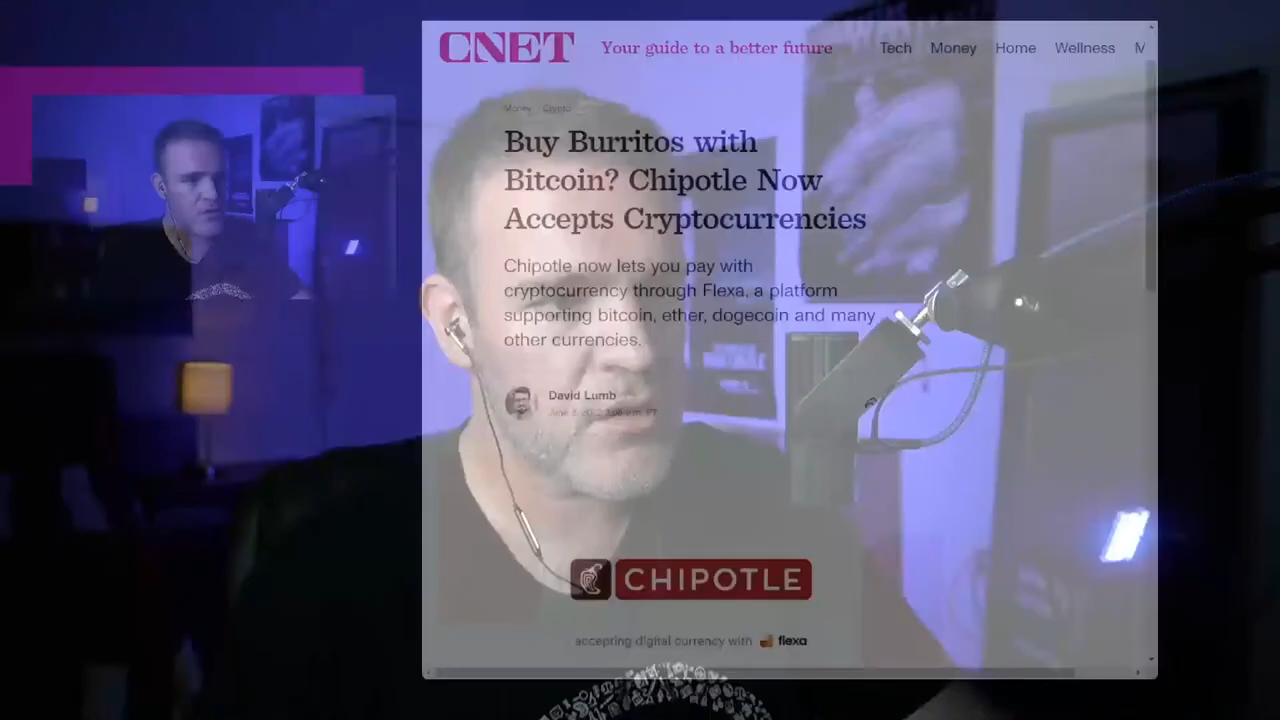 CNET
Your guide to a better future
Tech Money Home Wellness M
Money Crypto
Buy Burritos with
Bitcoin? Chipotle Now
Accepts Cryptocurrencies
Chipotle now lets you pay with
cryptocurrency through Flexa, a platform
supporting bitcoin, ether, dogecoin and many
other currencies.
David Lumb
CHIPOTLE
accepting digital currency with flexa